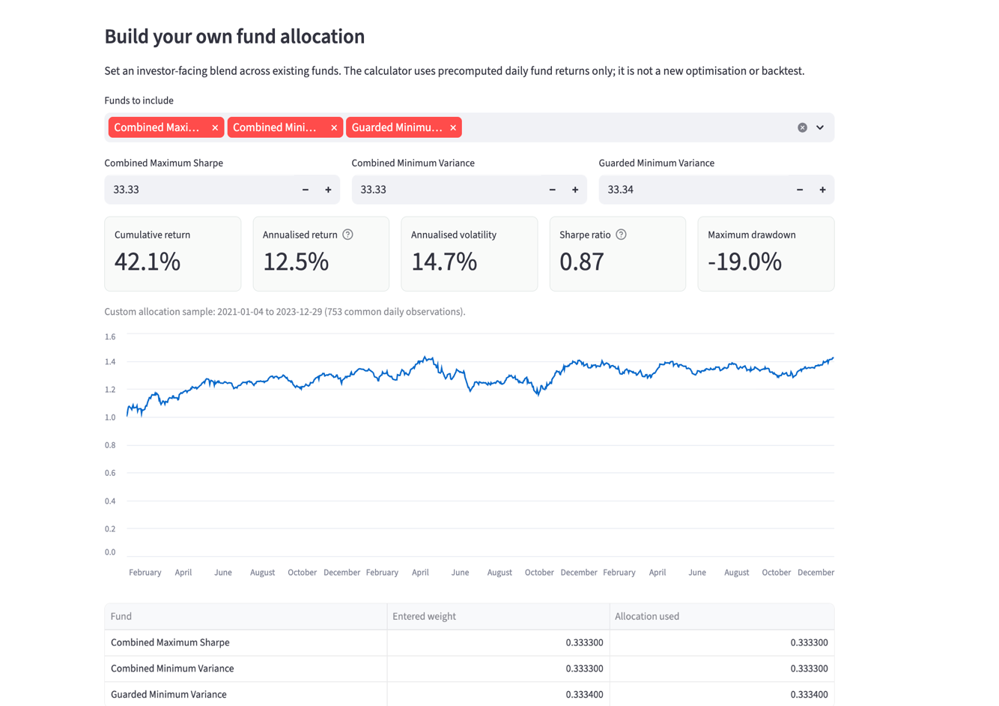 Build your own fund allocation
Set an investor-facing blend across existing funds. The calculator uses precomputed daily fund returns only; it is not a new optimisation or backtest.
Funds to include
Combined Maxi... × Combined Mini... × Guarded Minimu... ×
Combined Maximum Sharpe Combined Minimum Variance Guarded Minimum Variance
33.33 − + 33.33 − + 33.34 − +
Cumulative return Annualised return ? Annualised volatility Sharpe ratio ? Maximum drawdown
42.1% 12.5% 14.7% 0.87 -19.0%
Custom allocation sample: 2021-01-04 to 2023-12-29 (753 common daily observations).
1.6
1.4
1.2
1.0
0.8
0.6
0.4
0.2
0.0
February April June August October December February April June August October December February April June August October December
Fund Entered weight Allocation used
Combined Maximum Sharpe 0.333300 0.333300
Combined Minimum Variance 0.333300 0.333300
Guarded Minimum Variance 0.333400 0.333400